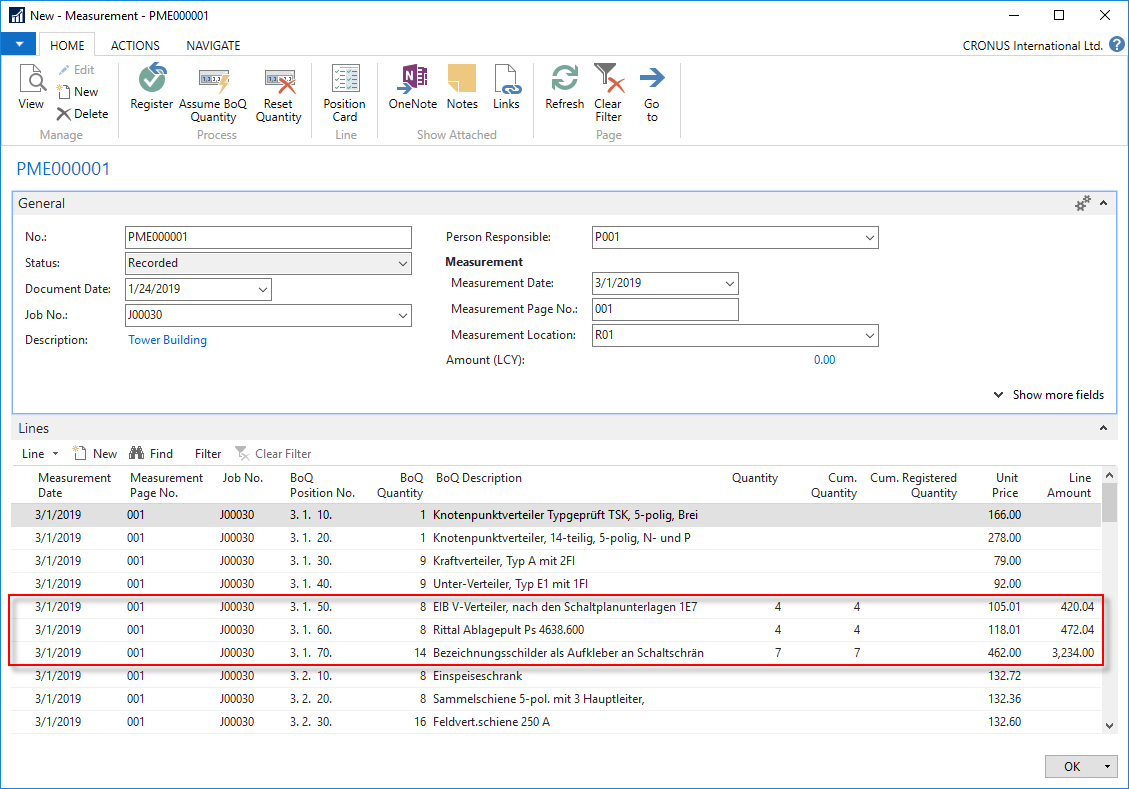 New - Measurement - PME000001
HOME ACTIONS NAVIGATE CRONUS International Ltd. ?
View Edit New Delete
Manage
Register Assume BoQ Quantity Reset Quantity
Process
Position Card
Line
OneNote Notes Links
Show Attached
Refresh Clear Filter Go to
Page
PME000001
General
No.: PME000001
Status: Recorded
Document Date: 1/24/2019
Job No.: J00030
Description: Tower Building
Person Responsible: P001
Measurement
Measurement Date: 3/1/2019
Measurement Page No.: 001
Measurement Location: R01
Amount (LCY): 0.00
Show more fields
Lines
Line New Find Filter Clear Filter
Measurement Date Measurement Page No. Job No. BoQ Position No. BoQ Quantity BoQ Description Quantity Cum. Quantity Cum. Registered Quantity Unit Price Line Amount
3/1/2019 001 J00030 3. 1. 10. 1 Knotenpunktverteiler Typgeprüft TSK, 5-polig, Brei 166.00
3/1/2019 001 J00030 3. 1. 20. 1 Knotenpunktverteiler, 14-teilig, 5-polig, N- und P 278.00
3/1/2019 001 J00030 3. 1. 30. 9 Kraftverteiler, Typ A mit 2FI 79.00
3/1/2019 001 J00030 3. 1. 40. 9 Unter-Verteiler, Typ E1 mit 1FI 92.00
3/1/2019 001 J00030 3. 1. 50. 8 EIB V-Verteiler, nach den Schaltplanunterlagen 1E7 4 4 105.01 420.04
3/1/2019 001 J00030 3. 1. 60. 8 Rittal Ablagepult Ps 4638.600 4 4 118.01 472.04
3/1/2019 001 J00030 3. 1. 70. 14 Bezeichnungsschilder als Aufkleber an Schaltschrän 7 7 462.00 3,234.00
3/1/2019 001 J00030 3. 2. 10. 8 Einspeiseschrank 132.72
3/1/2019 001 J00030 3. 2. 20. 8 Sammelschiene 5-pol. mit 3 Hauptleiter, 132.36
3/1/2019 001 J00030 3. 2. 30. 16 Feldvert.schiene 250 A 132.60
OK